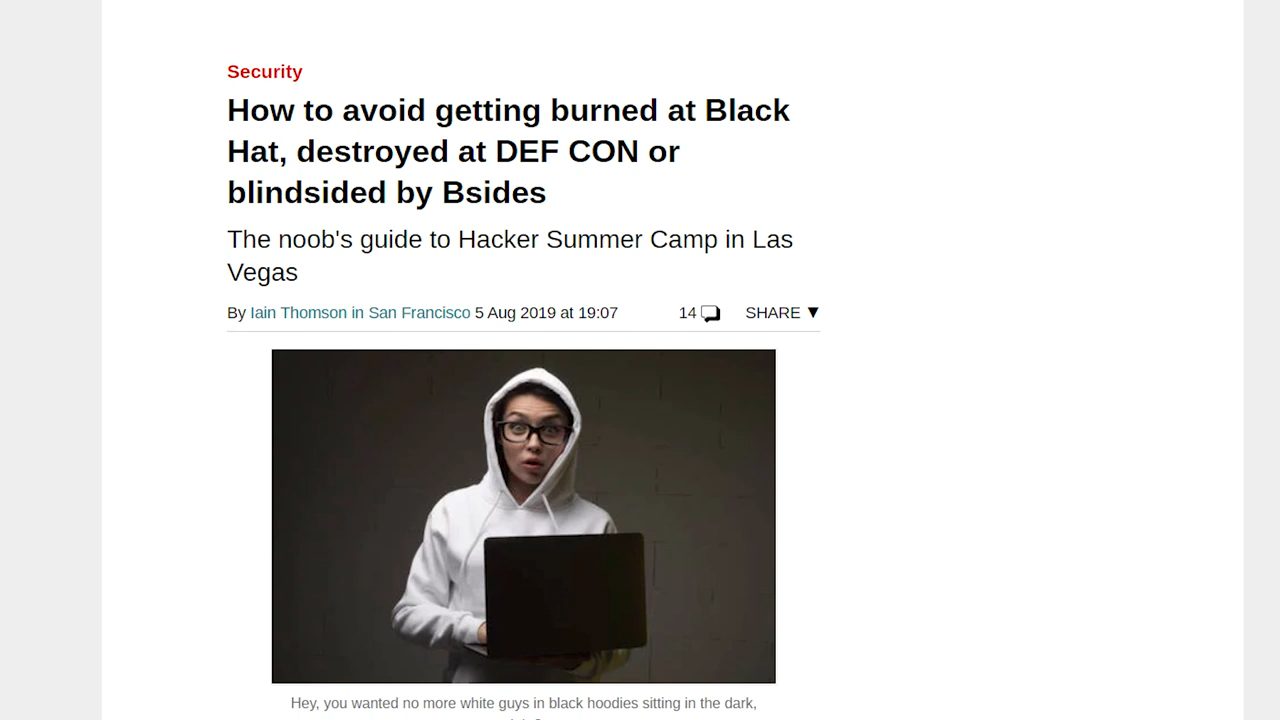 Security
How to avoid getting burned at Black
Hat, destroyed at DEF CON or
blindsided by Bsides
The noob's guide to Hacker Summer Camp in Las
Vegas
By Iain Thomson in San Francisco 5 Aug 2019 at 19:07 14 SHARE ▼
Hey, you wanted no more white guys in black hoodies sitting in the dark,